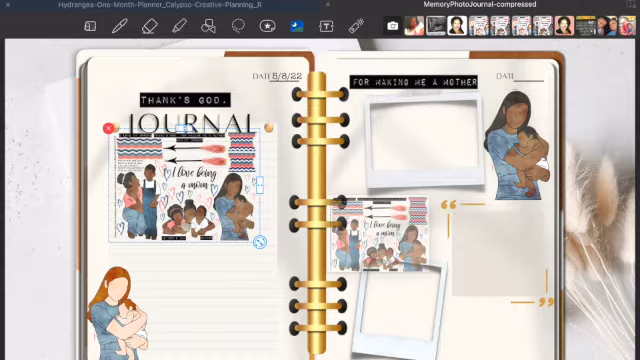 Hydrangea-One-Month-Planner_Calypso-Creative-Planning_R
MemoryPhotoJournal-compressed
DATE 5/8/22
THANK'S GOD.
JOURNAL
I love being
a mom
FOR MAKING ME A MOTHER
DATE
I love being
a mom